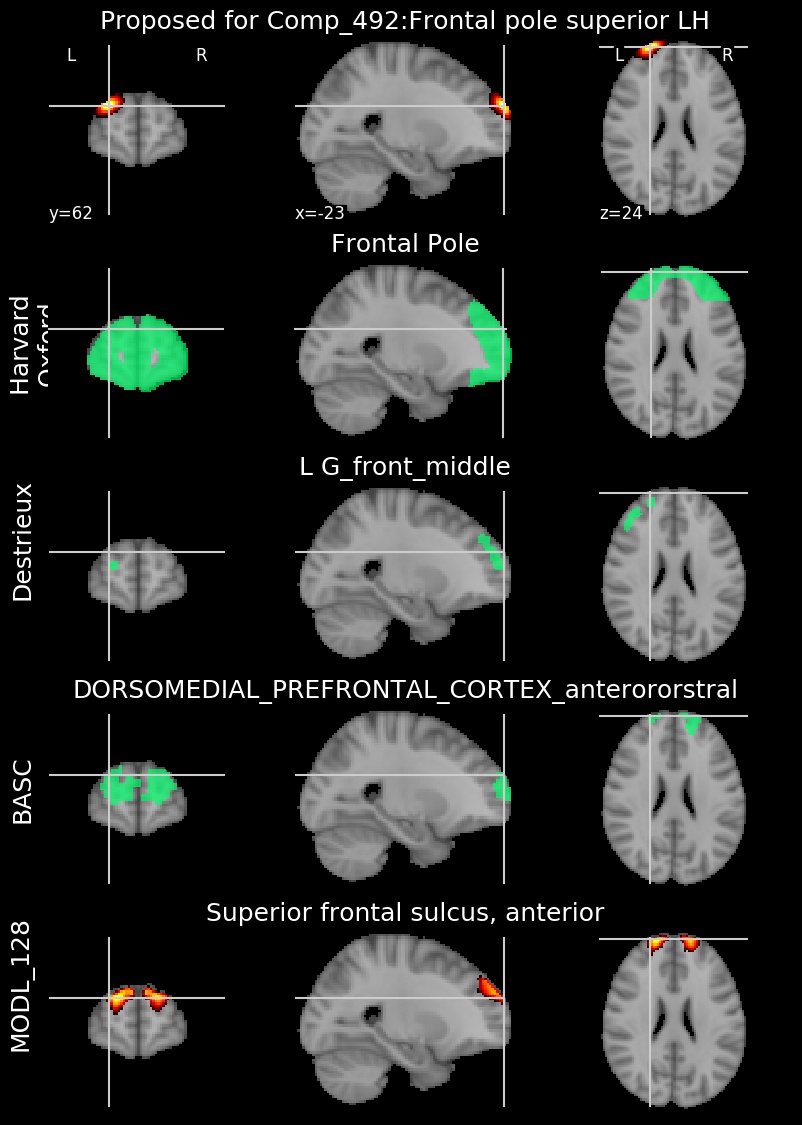 Proposed for Comp_492:Frontal pole superior LH
L R
L R
y=62 x=-23 z=24
Frontal Pole
Harvard
Oxford
L G_front_middle
Destrieux
DORSOMEDIAL_PREFRONTAL_CORTEX_anterororstral
BASC
Superior frontal sulcus, anterior
MODL_128